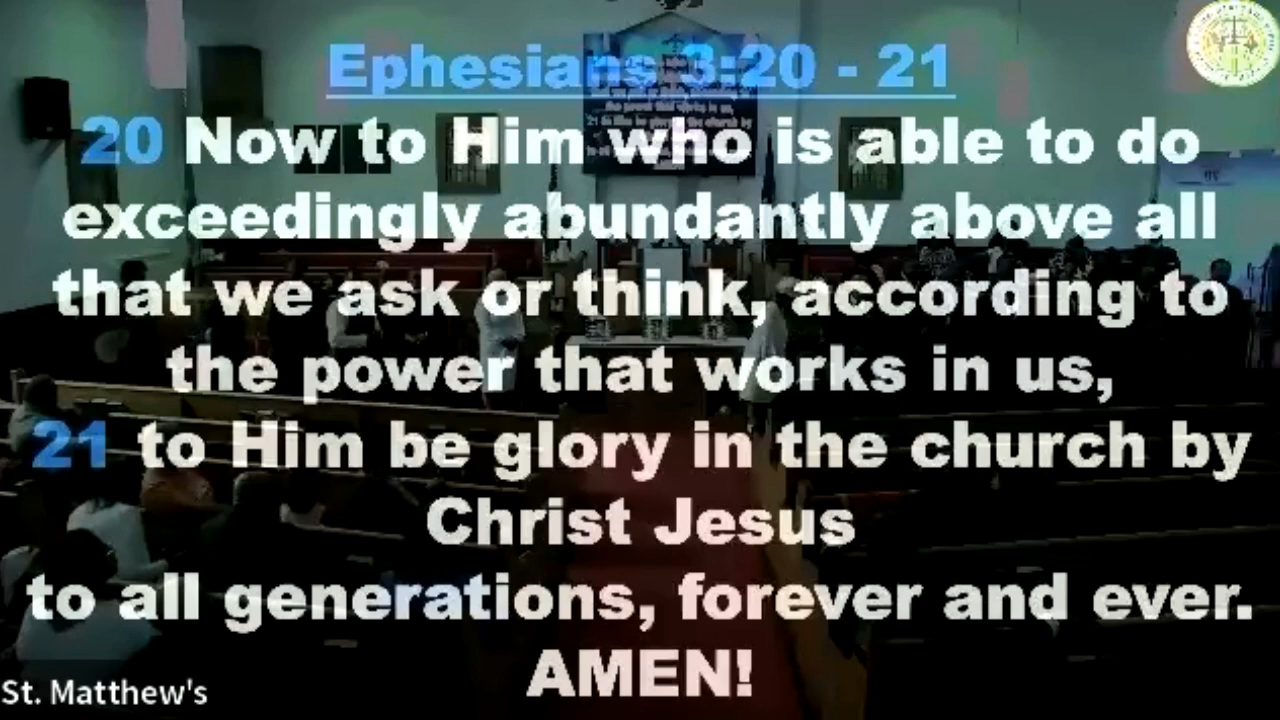 Ephesians 3:20 - 21
20 Now to Him who is able to do
exceedingly abundantly above all
that we ask or think, according to
the power that works in us,
21 to Him be glory in the church by
Christ Jesus
to all generations, forever and ever.
AMEN!
St. Matthew's